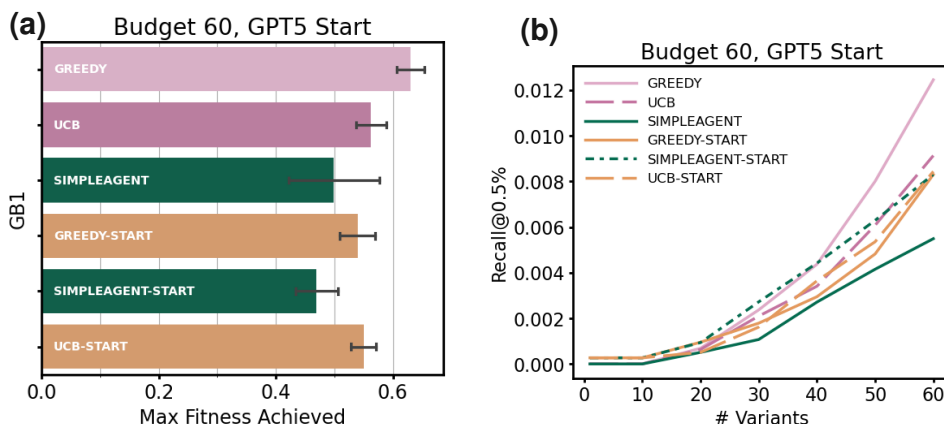 (a)
Budget 60, GPT5 Start
GB1
GREEDY
UCB
SIMPLEAGENT
GREEDY-START
SIMPLEAGENT-START
UCB-START
0.0 0.2 0.4 0.6
Max Fitness Achieved
(b)
Budget 60, GPT5 Start
Recall@0.5%
0.012
0.010
0.008
0.006
0.004
0.002
0.000
GREEDY
UCB
SIMPLEAGENT
GREEDY-START
SIMPLEAGENT-START
UCB-START
0 10 20 30 40 50 60
# Variants